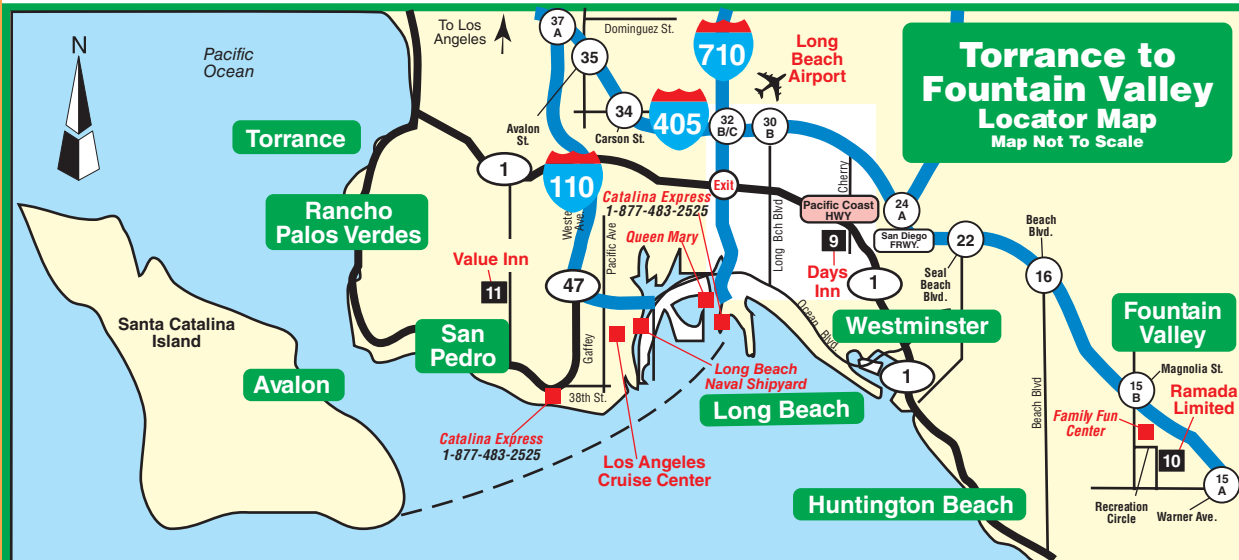 Torrance to
Fountain Valley
Locator Map
Map Not To Scale
N
Pacific
Ocean
To Los
Angeles
37
A
Dominguez St.
35
710
Long
Beach
Airport
34
Avalon
St.
Carson St.
405
32
B/C
30
B
Torrance
1
110
Exit
Cherry
Catalina Express
1-877-483-2525
Pacific Coast
HWY
24
A
San Diego
FRWY.
22
Beach
Blvd.
Rancho
Palos Verdes
Weste
Ave.
Pacific Ave
Queen Mary
Long Bch Blvd
9
Days
Inn
1
Seal
Beach
Blvd.
16
Value Inn
11
47
Ocean Blvd.
Westminster
Fountain
Valley
Santa Catalina
Island
San
Pedro
Gaffey
Long Beach
Naval Shipyard
1
Magnolia St.
15
B
Ramada
Limited
Avalon
38th St.
Long Beach
Beach Blvd
Family Fun
Center
10
Catalina Express
1-877-483-2525
Los Angeles
Cruise Center
15
A
Huntington Beach
Recreation
Circle
Warner Ave.